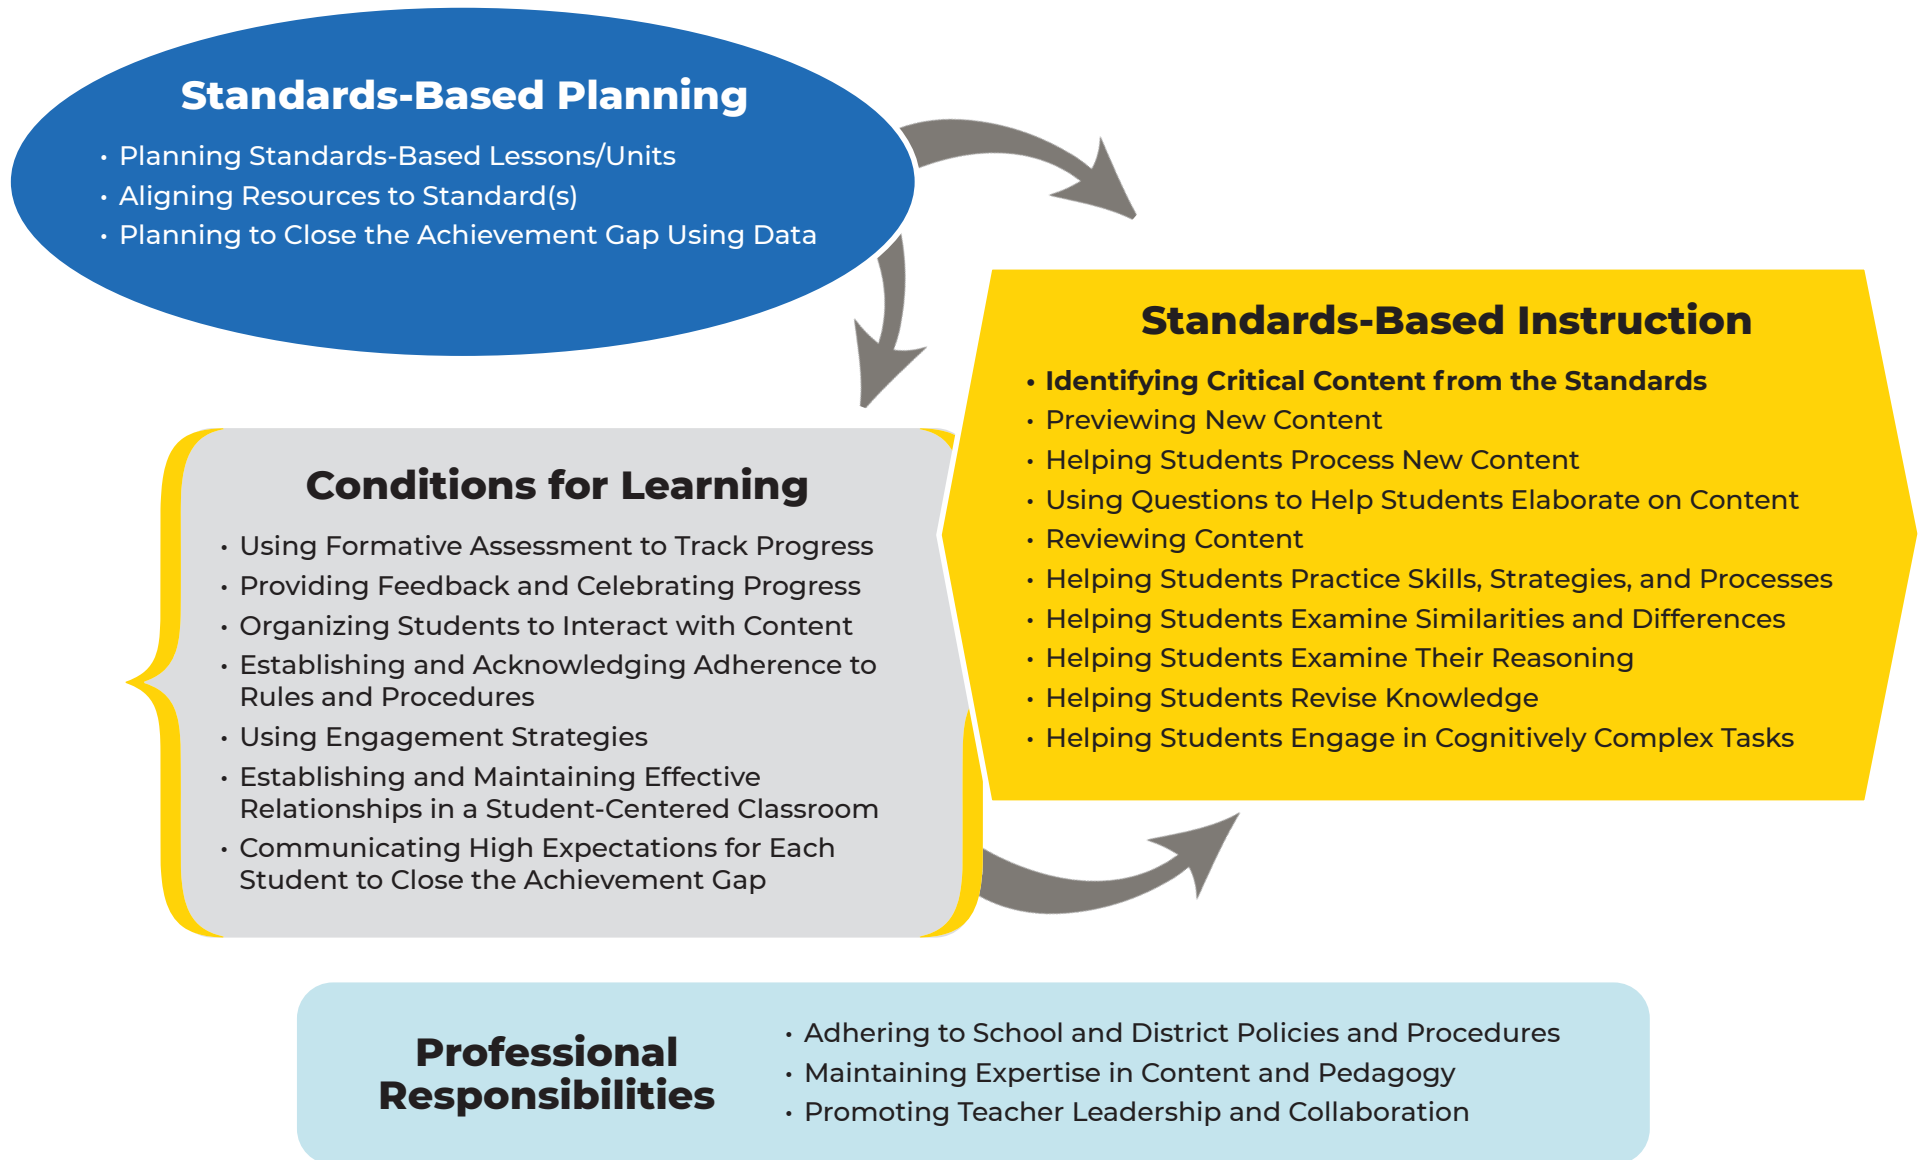 Standards-Based Planning
• Planning Standards-Based Lessons/Units
• Aligning Resources to Standard(s)
• Planning to Close the Achievement Gap Using Data
Standards-Based Instruction
• Identifying Critical Content from the Standards
• Previewing New Content
• Helping Students Process New Content
• Using Questions to Help Students Elaborate on Content
• Reviewing Content
• Helping Students Practice Skills, Strategies, and Processes
• Helping Students Examine Similarities and Differences
• Helping Students Examine Their Reasoning
• Helping Students Revise Knowledge
• Helping Students Engage in Cognitively Complex Tasks
Conditions for Learning
• Using Formative Assessment to Track Progress
• Providing Feedback and Celebrating Progress
• Organizing Students to Interact with Content
• Establishing and Acknowledging Adherence to
Rules and Procedures
• Using Engagement Strategies
• Establishing and Maintaining Effective
Relationships in a Student-Centered Classroom
• Communicating High Expectations for Each
Student to Close the Achievement Gap
Professional
Responsibilities
• Adhering to School and District Policies and Procedures
• Maintaining Expertise in Content and Pedagogy
• Promoting Teacher Leadership and Collaboration